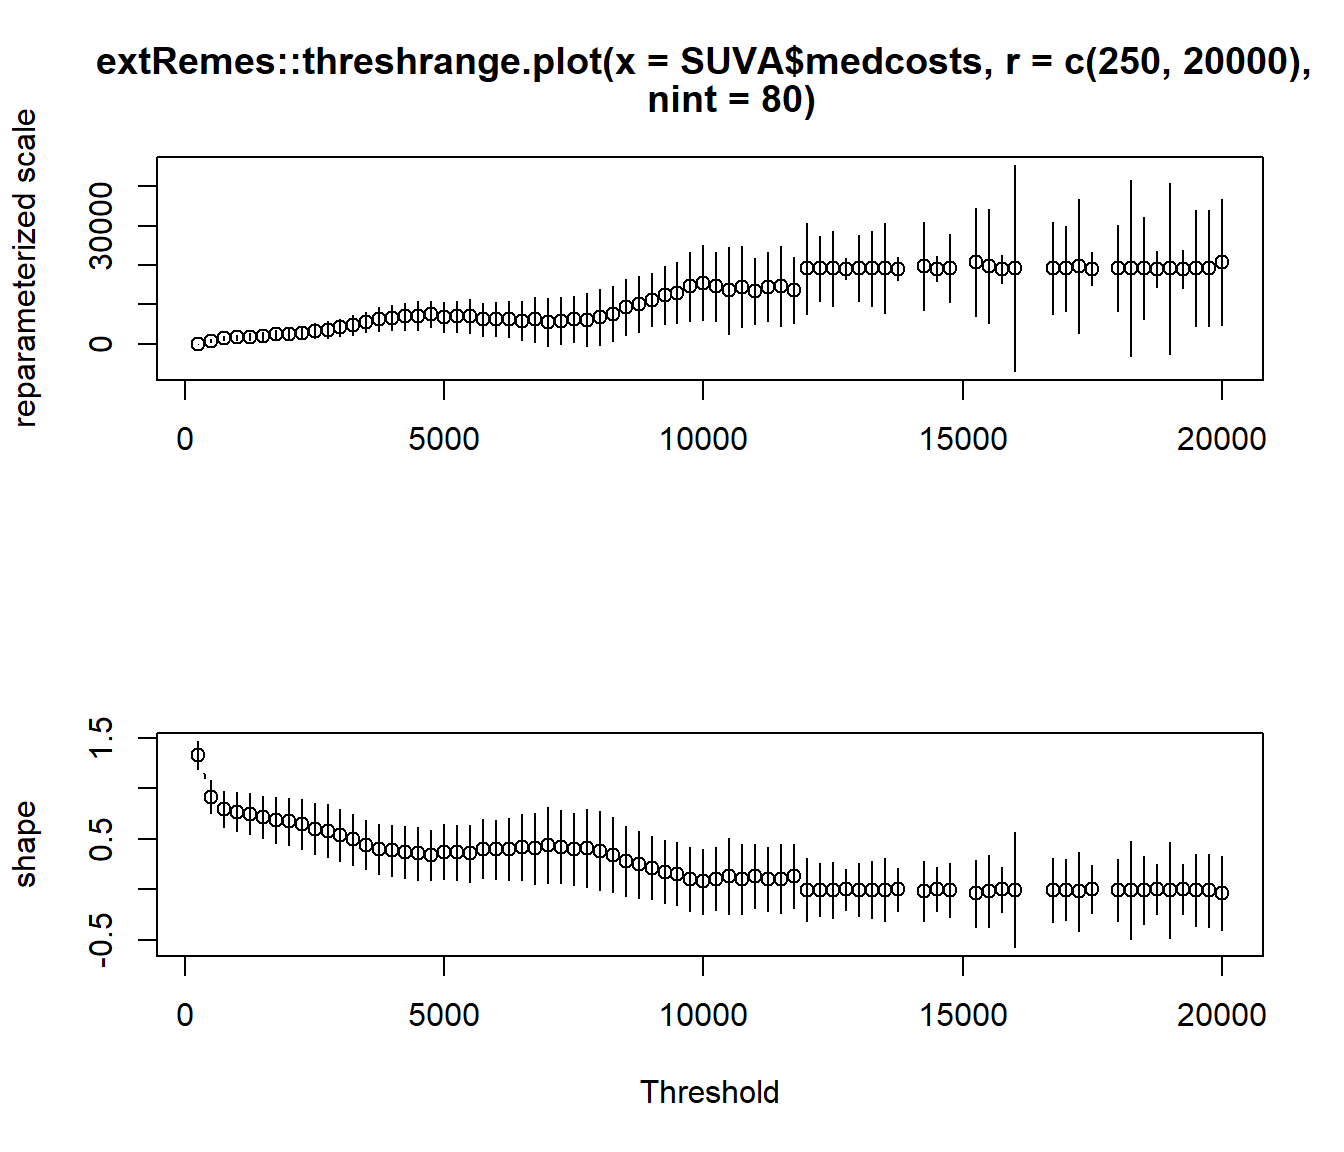 extRemes::threshrange.plot(x = SUVA$medcosts, r = c(250, 20000),
nint = 80)
reparameterized scale
30000
0
0 5000 10000 15000 20000
shape
1.5
0.5
-0.5
0 5000 10000 15000 20000
Threshold